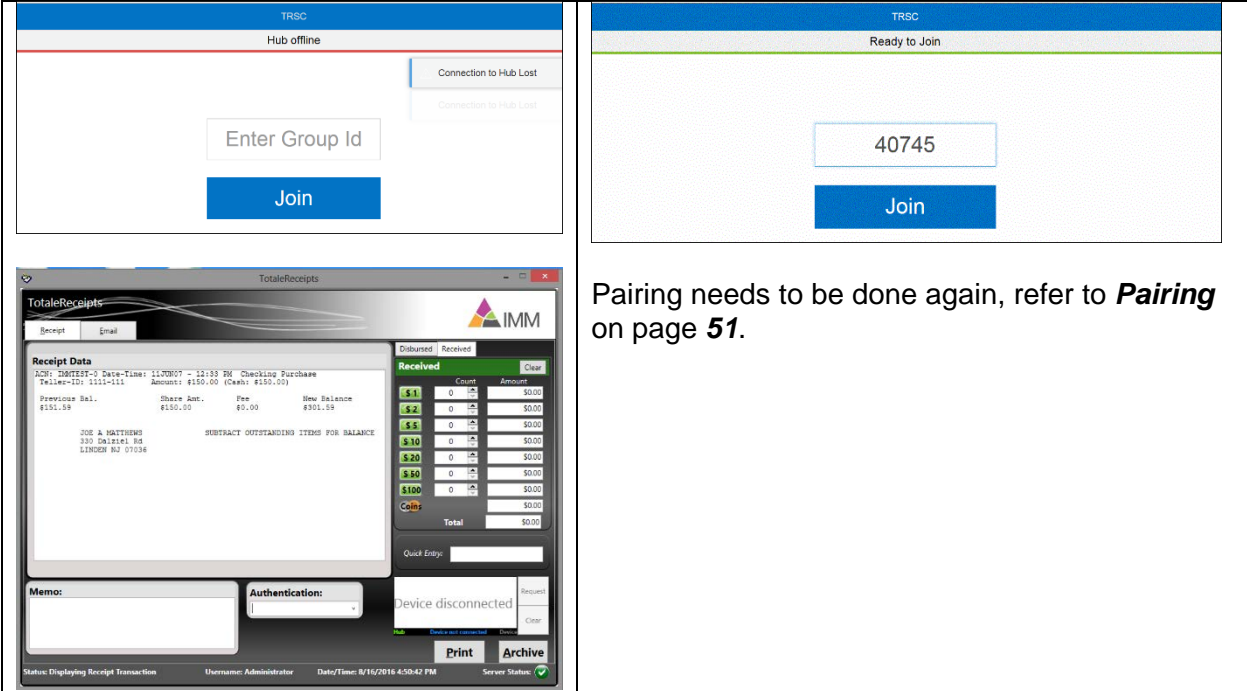 TRSC
Hub offline
Connection to Hub Lost
Connection to Hub Lost
Enter Group Id
Join
TRSC
Ready to Join
40745
Join
Pairing needs to be done again, refer to Pairing
on page 51.
TotaleReceipts
TotaleReceipts
IMM
Receipt Email
Receipt Data
ACN: IMMTEST-0 Date-Time: 11JUN07 - 12:33 PM Checking Purchase
Teller-ID: 1111-111 Amount: $150.00 (Cash: $150.00)
Previous Bal. Share Amt. Fee New Balance
$151.59 $150.00 $0.00 $301.59
JOE A MATTHEWS SUBTRACT OUTSTANDING ITEMS FOR BALANCE
330 Dalziel Rd
LINDEN NJ 07036
Disbursed Received
Received Clear
Count Amount
$ 1 0 $0.00
$ 2 0 $0.00
$ 5 0 $0.00
$ 10 0 $0.00
$ 20 0 $0.00
$ 50 0 $0.00
$100 0 $0.00
Coins $0.00
Total $0.00
Quick Entry:
Memo:
Authentication:
Device disconnected
Request
Clear
Hub Device not connected Device
Print Archive
Status: Displaying Receipt Transaction Username: Administrator Date/Time: 8/16/2016 4:50:42 PM Server Status: